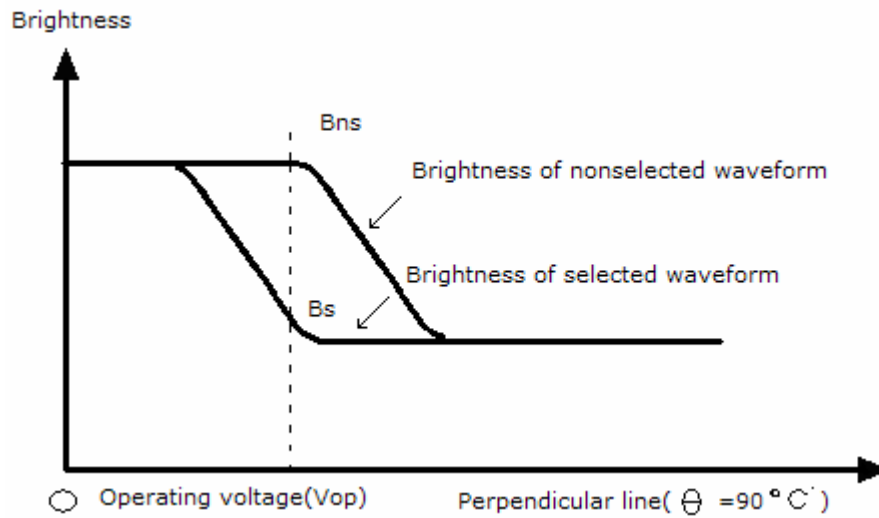 Brightness
Bns
Brightness of nonselected waveform
Brightness of selected waveform
Bs
O Operating voltage(Vop) Perpendicular line( θ =90°C )